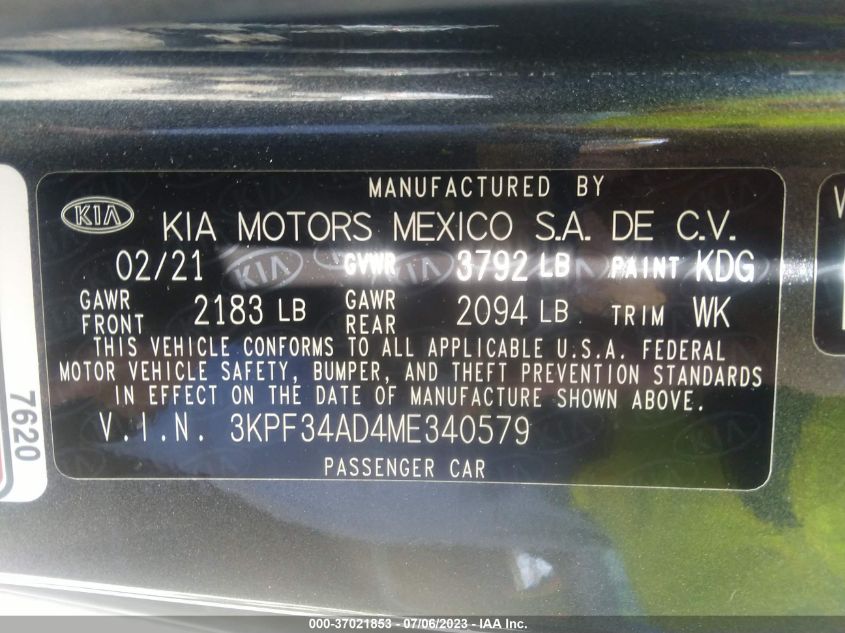 MANUFACTURED BY
KIA
KIA MOTORS MEXICO S.A. DE C.V.
02/21 GVWR 3792 LB PAINT KDG
GAWR FRONT 2183 LB GAWR REAR 2094 LB TRIM WK
THIS VEHICLE CONFORMS TO ALL APPLICABLE U.S.A. FEDERAL
MOTOR VEHICLE SAFETY, BUMPER, AND THEFT PREVENTION STANDARDS
IN EFFECT ON THE DATE OF MANUFACTURE SHOWN ABOVE.
V.I.N. 3KPF34AD4ME340579
PASSENGER CAR
7620
000-37021853 - 07/06/2023 - IAA Inc.